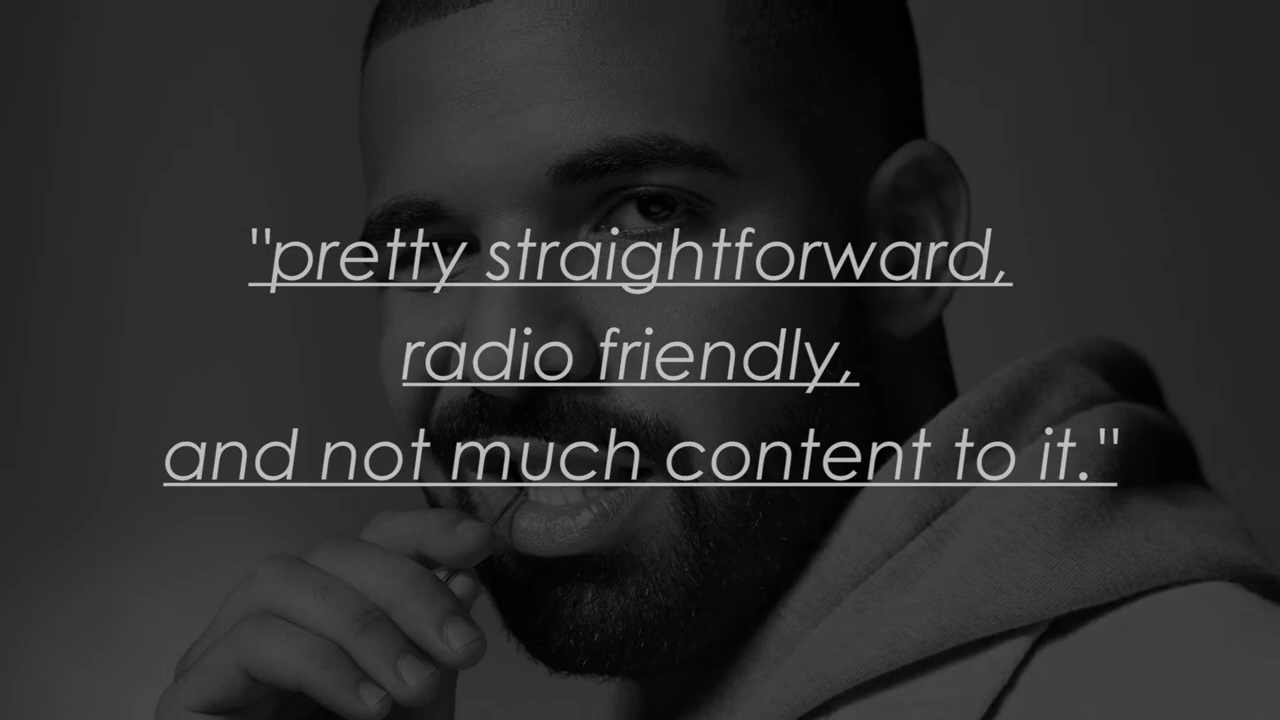 "pretty straightforward,
radio friendly,
and not much content to it."